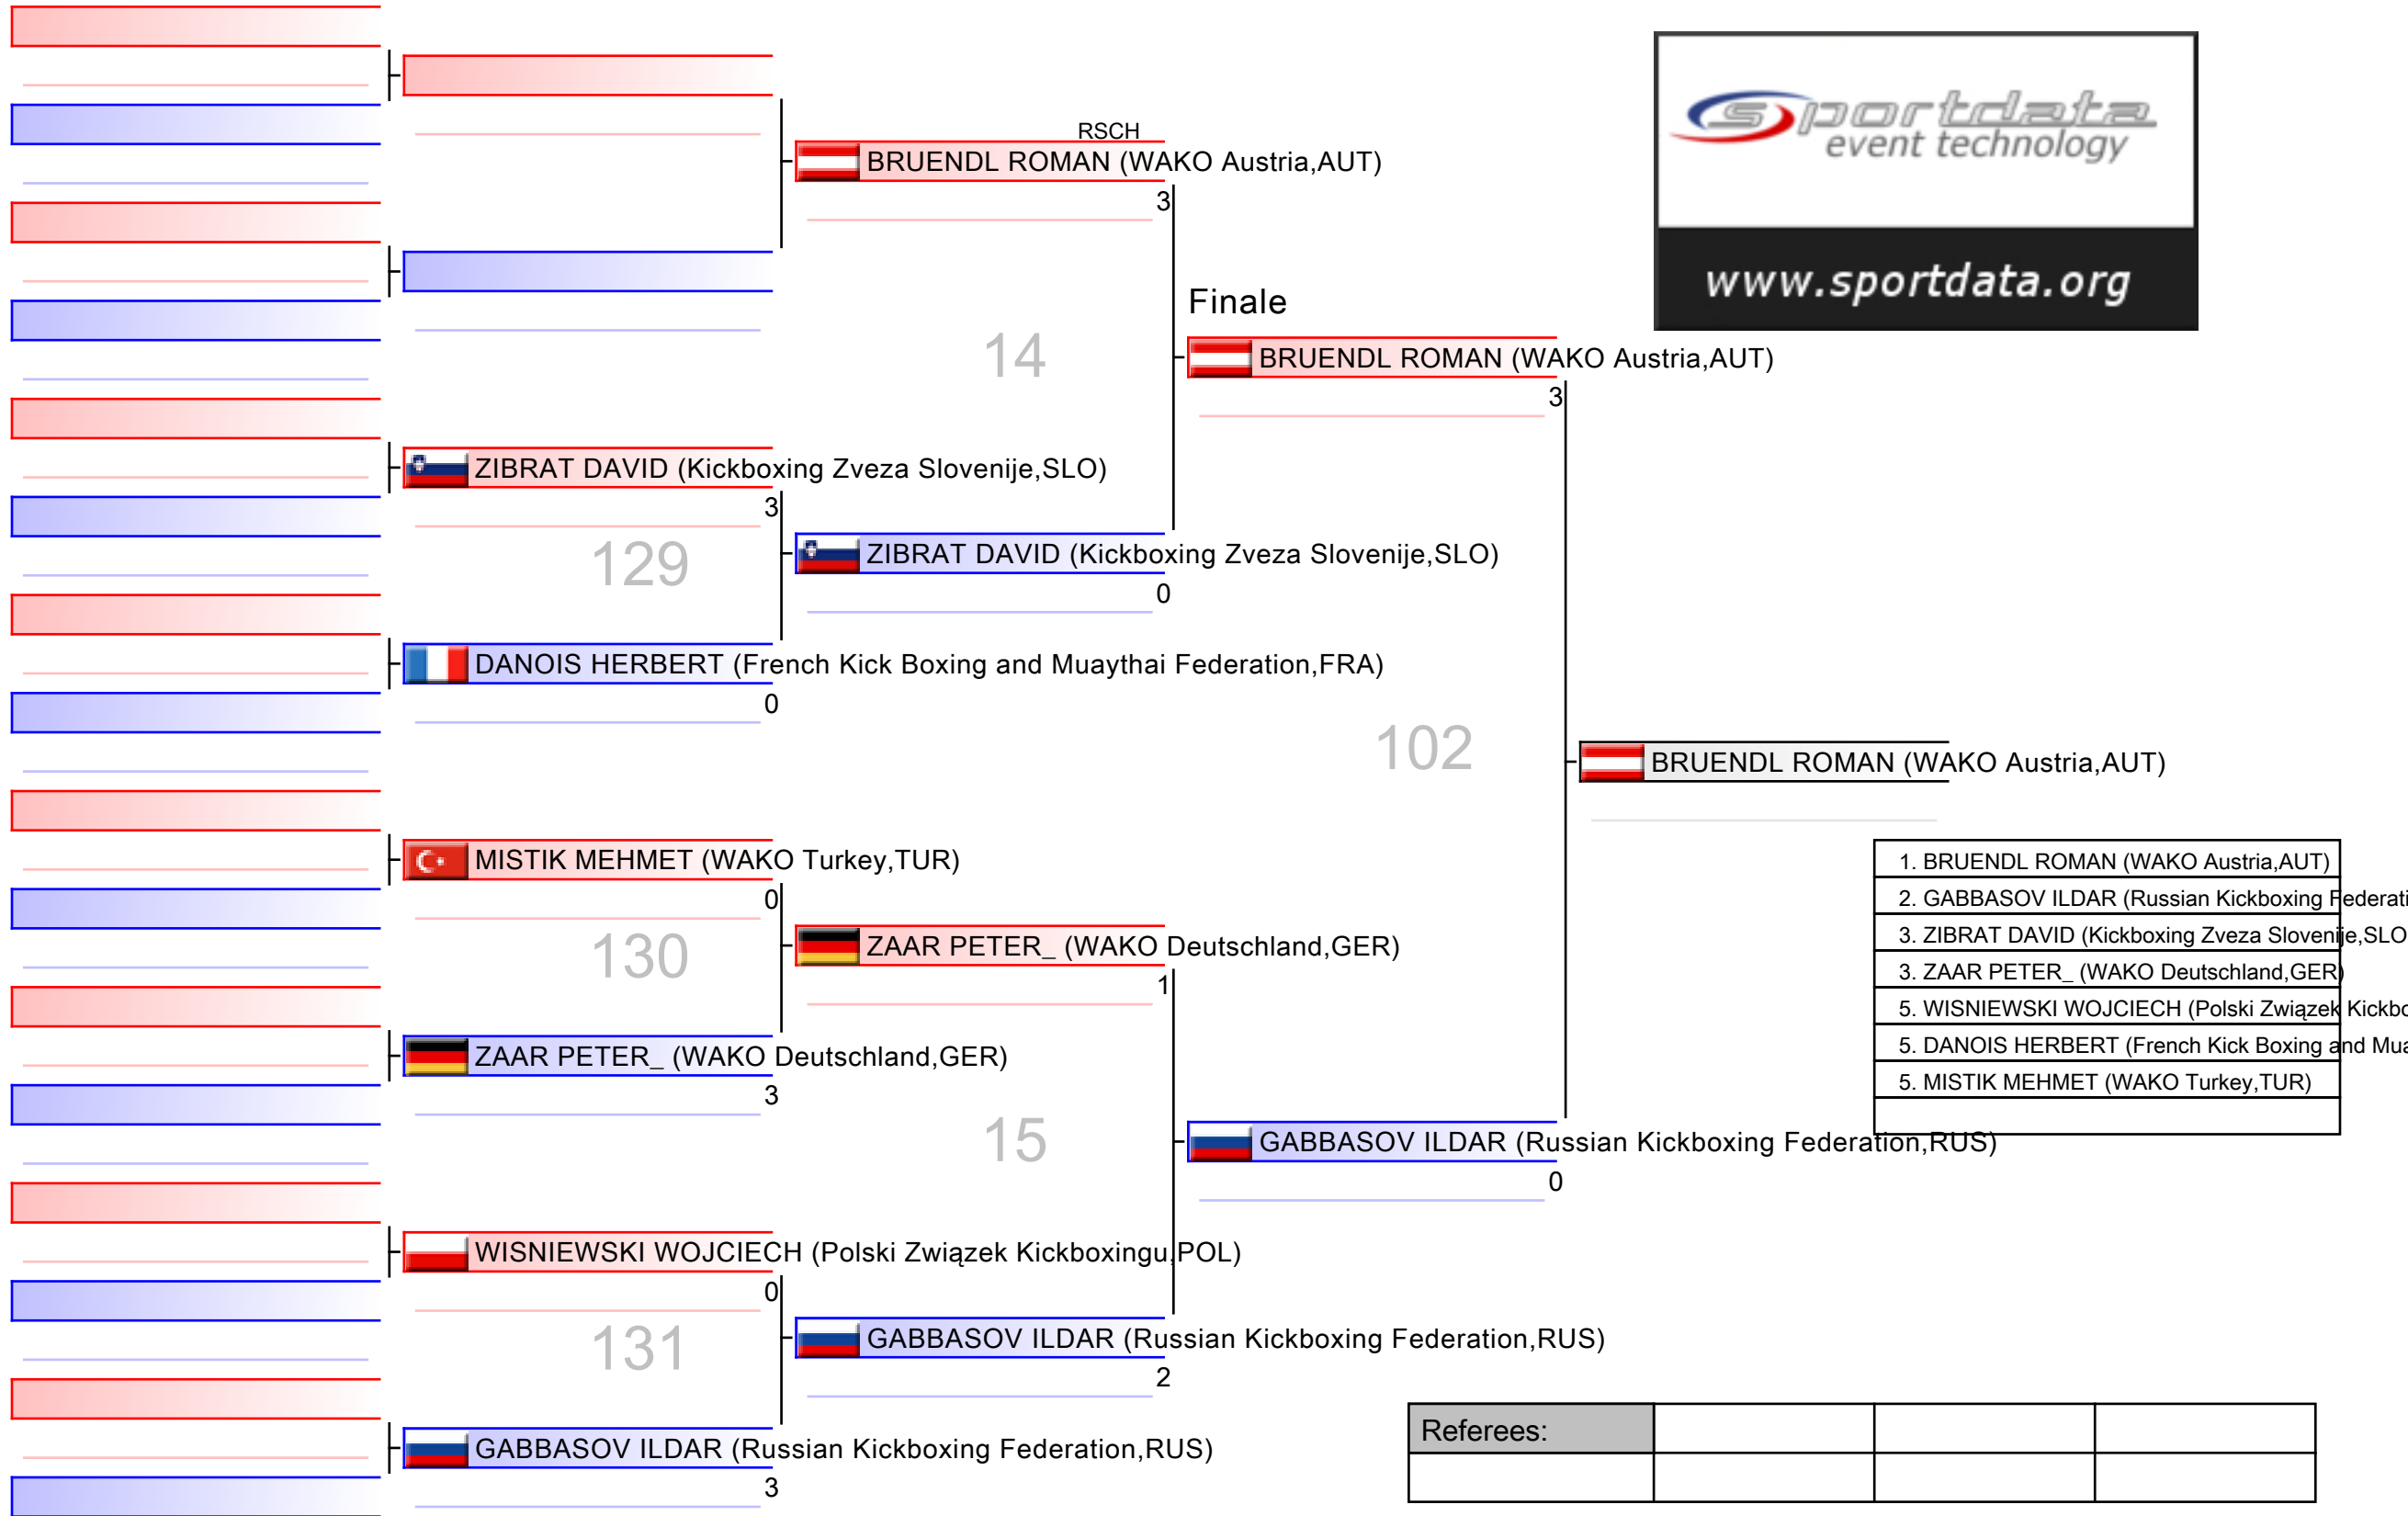 sportdata
event technology
www.sportdata.org
RSCH
BRUENDL ROMAN (WAKO Austria,AUT)
3
Finale
14
BRUENDL ROMAN (WAKO Austria,AUT)
3
ZIBRAT DAVID (Kickboxing Zveza Slovenije,SLO)
3
129
ZIBRAT DAVID (Kickboxing Zveza Slovenije,SLO)
0
DANOIS HERBERT (French Kick Boxing and Muaythai Federation,FRA)
0
102
BRUENDL ROMAN (WAKO Austria,AUT)
MISTIK MEHMET (WAKO Turkey,TUR)
0
130
ZAAR PETER_ (WAKO Deutschland,GER)
1
ZAAR PETER_ (WAKO Deutschland,GER)
3
15
GABBASOV ILDAR (Russian Kickboxing Federation,RUS)
0
WISNIEWSKI WOJCIECH (Polski Związek Kickboxingu,POL)
0
131
GABBASOV ILDAR (Russian Kickboxing Federation,RUS)
2
GABBASOV ILDAR (Russian Kickboxing Federation,RUS)
3
1. BRUENDL ROMAN (WAKO Austria,AUT)
2. GABBASOV ILDAR (Russian Kickboxing Federati
3. ZIBRAT DAVID (Kickboxing Zveza Slovenije,SLO
3. ZAAR PETER_ (WAKO Deutschland,GER)
5. WISNIEWSKI WOJCIECH (Polski Związek Kickbo
5. DANOIS HERBERT (French Kick Boxing and Mua
5. MISTIK MEHMET (WAKO Turkey,TUR)
Referees: